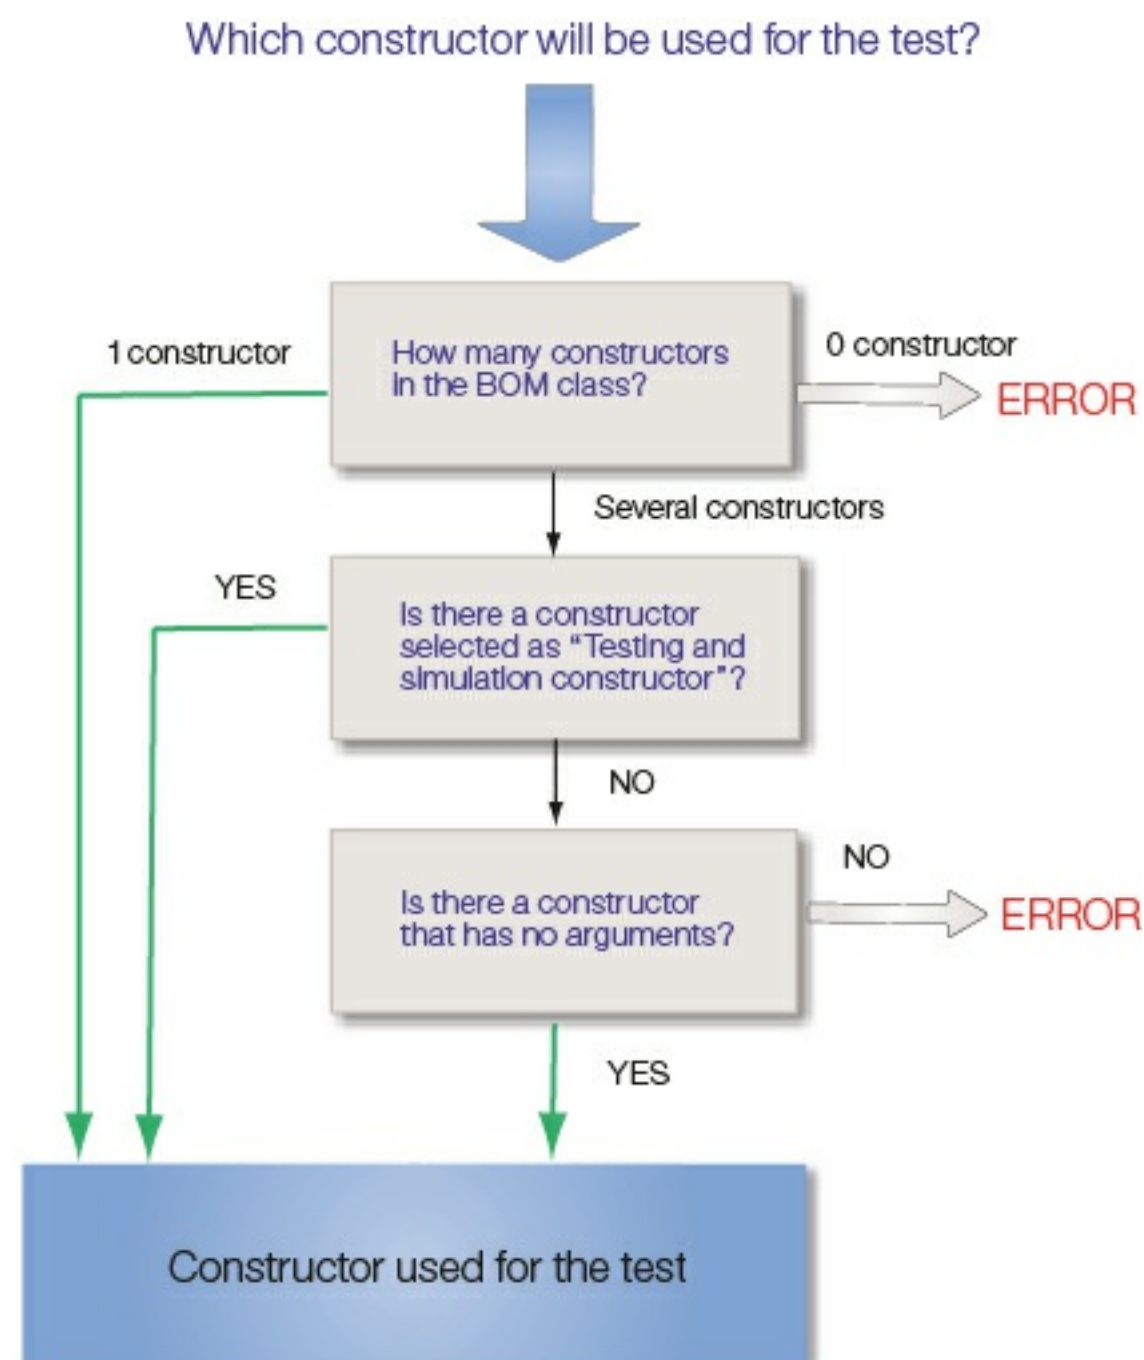 Which constructor will be used for the test?
1 constructor
How many constructors
in the BOM class?
0 constructor
ERROR
Several constructors
YES
Is there a constructor
selected as “Testing and
simulation constructor”?
NO
Is there a constructor
that has no arguments?
NO
ERROR
YES
Constructor used for the test